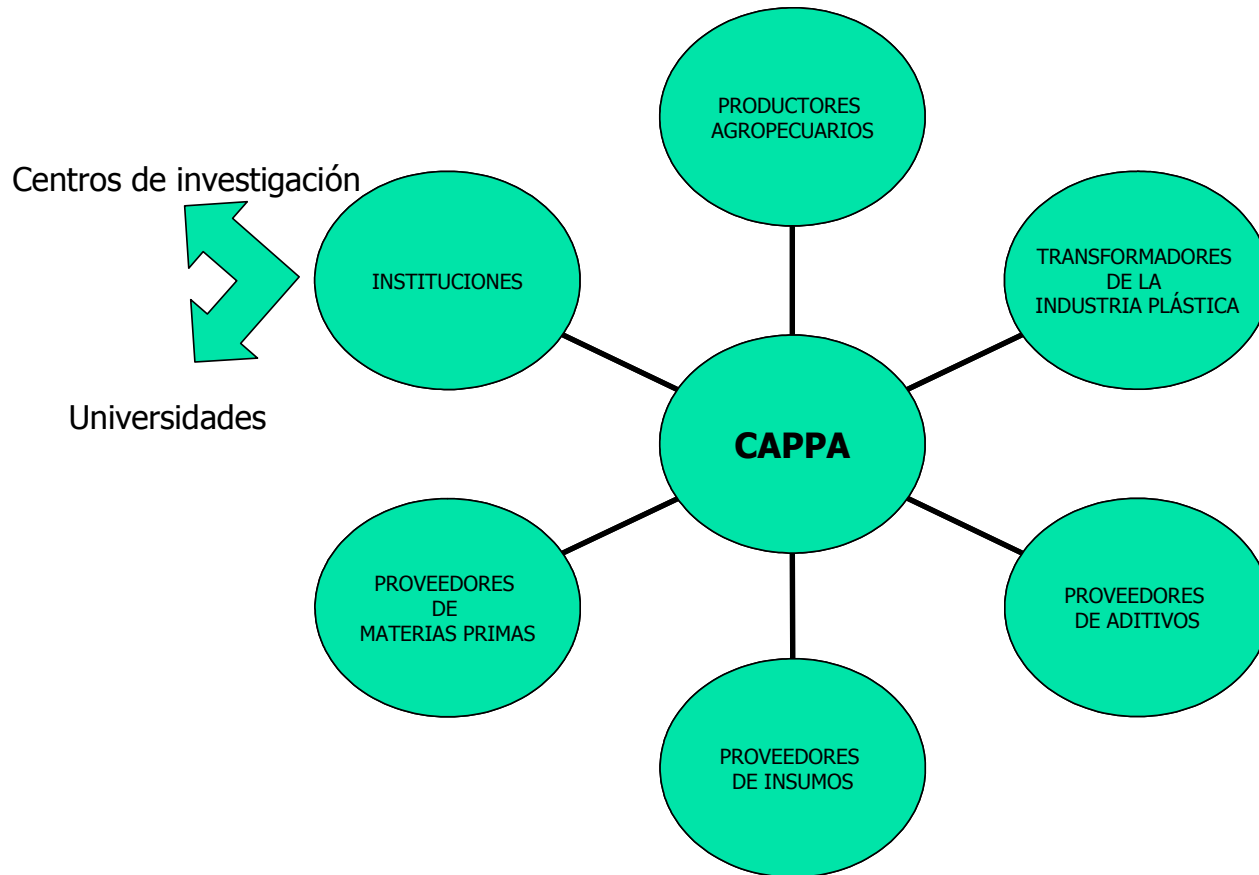 PRODUCTORES
AGROPECUARIOS
Centros de investigación
INSTITUCIONES
TRANSFORMADORES
DE LA
INDUSTRIA PLÁSTICA
Universidades
CAPPA
PROVEEDORES
DE
MATERIAS PRIMAS
PROVEEDORES
DE ADITIVOS
PROVEEDORES
DE INSUMOS